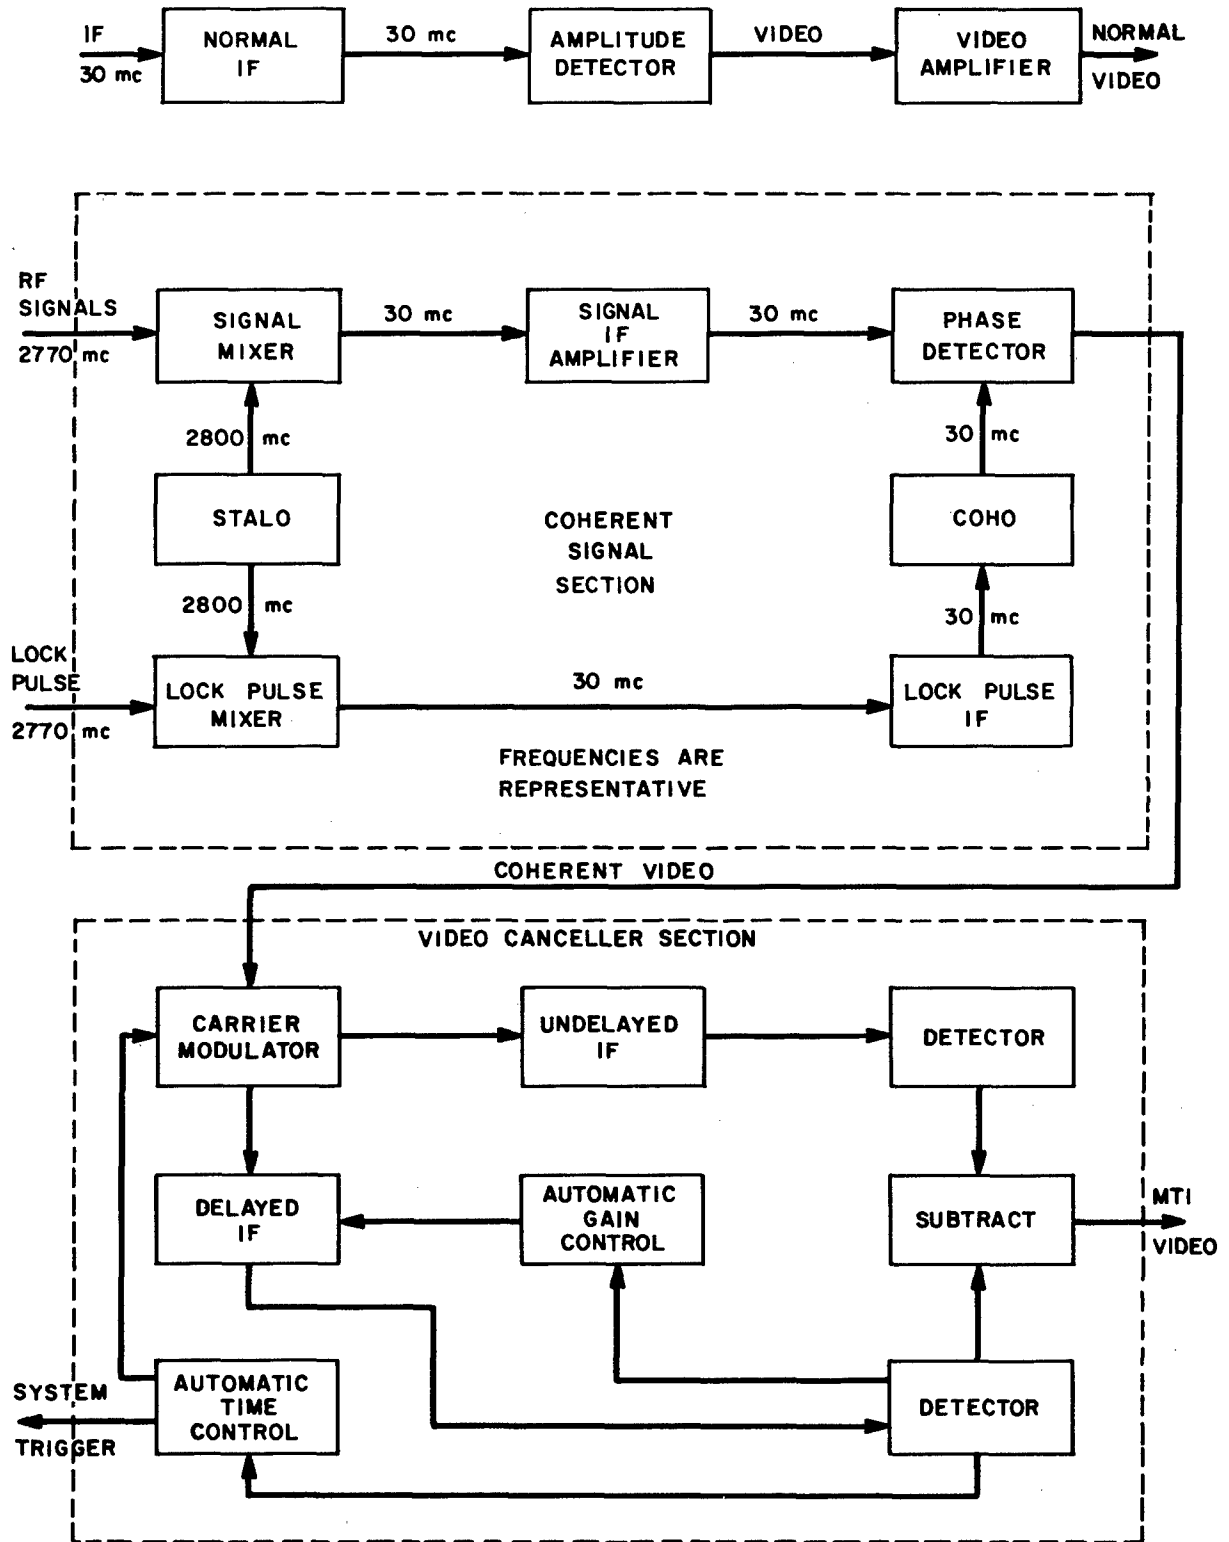 IF
30 mc
NORMAL
IF
30 mc
AMPLITUDE
DETECTOR
VIDEO
VIDEO
AMPLIFIER
NORMAL
VIDEO
RF
SIGNALS
2770 mc
SIGNAL
MIXER
30 mc
SIGNAL
IF
AMPLIFIER
30 mc
PHASE
DETECTOR
2800 mc
30 mc
STALO
COHERENT
SIGNAL
SECTION
COHO
2800 mc
30 mc
LOCK
PULSE
2770 mc
LOCK PULSE
MIXER
30 mc
LOCK PULSE
IF
FREQUENCIES ARE
REPRESENTATIVE
COHERENT VIDEO
VIDEO CANCELLER SECTION
CARRIER
MODULATOR
UNDELAYED
IF
DETECTOR
DELAYED
IF
AUTOMATIC
GAIN
CONTROL
SUBTRACT
MTI
VIDEO
SYSTEM
TRIGGER
AUTOMATIC
TIME
CONTROL
DETECTOR